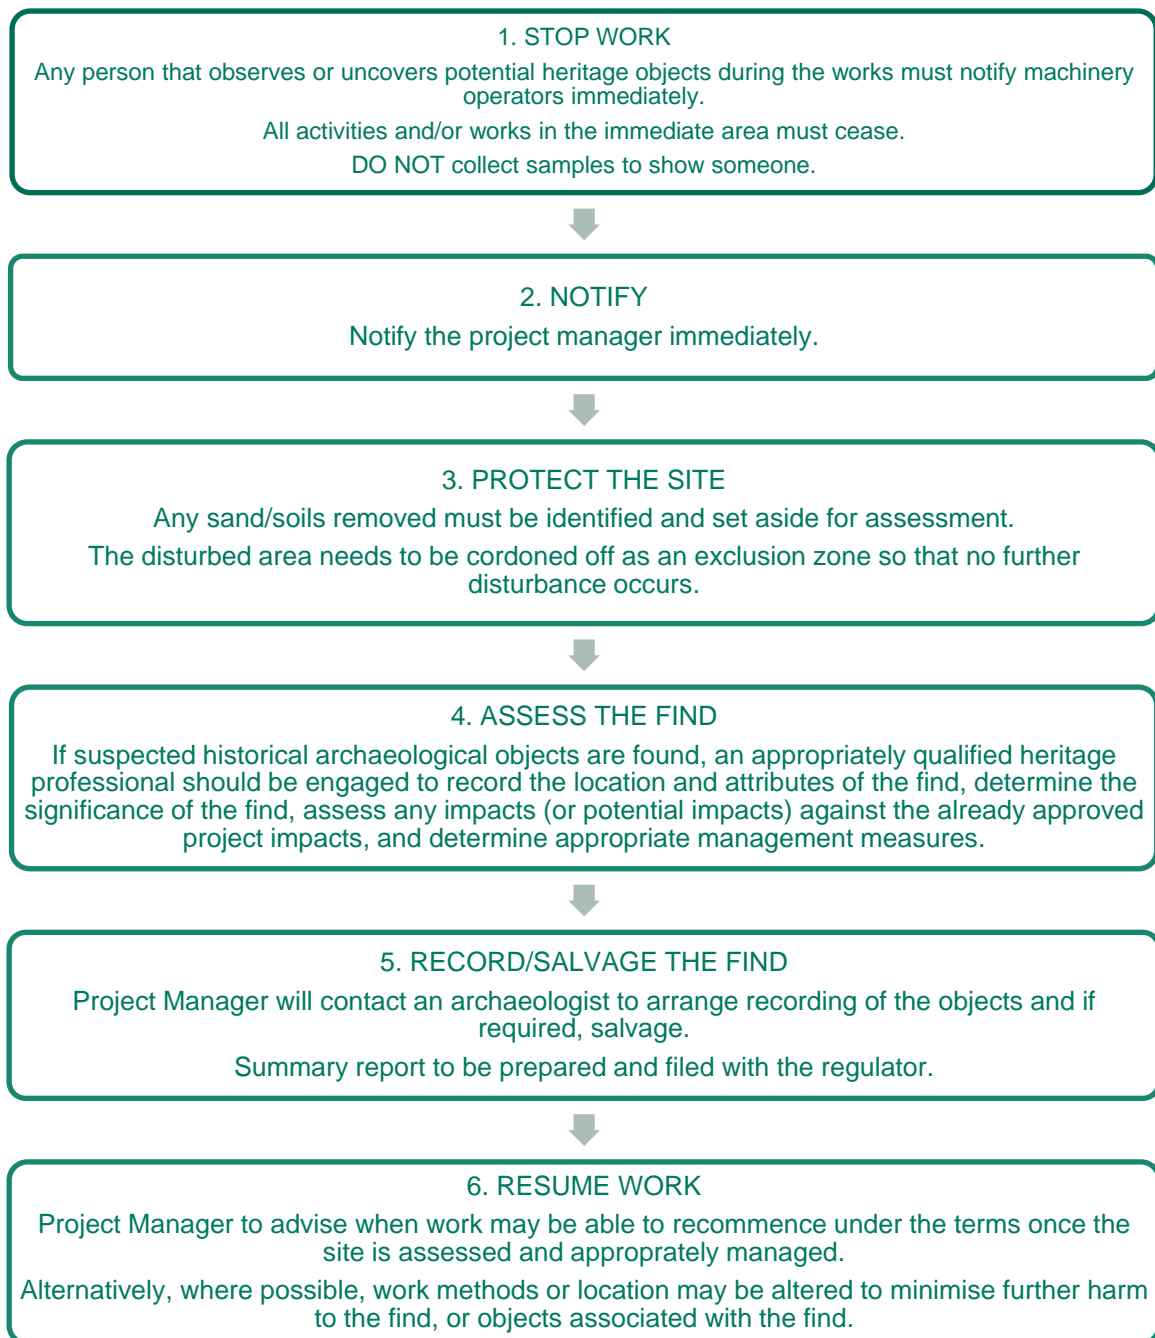 1. STOP WORK
Any person that observes or uncovers potential heritage objects during the works must notify machinery
operators immediately.
All activities and/or works in the immediate area must cease.
DO NOT collect samples to show someone.
2. NOTIFY
Notify the project manager immediately.
3. PROTECT THE SITE
Any sand/soils removed must be identified and set aside for assessment.
The disturbed area needs to be cordoned off as an exclusion zone so that no further
disturbance occurs.
4. ASSESS THE FIND
If suspected historical archaeological objects are found, an appropriately qualified heritage
professional should be engaged to record the location and attributes of the find, determine the
significance of the find, assess any impacts (or potential impacts) against the already approved
project impacts, and determine appropriate management measures.
5. RECORD/SALVAGE THE FIND
Project Manager will contact an archaeologist to arrange recording of the objects and if
required, salvage.
Summary report to be prepared and filed with the regulator.
6. RESUME WORK
Project Manager to advise when work may be able to recommence under the terms once the
site is assessed and approprately managed.
Alternatively, where possible, work methods or location may be altered to minimise further harm
to the find, or objects associated with the find.